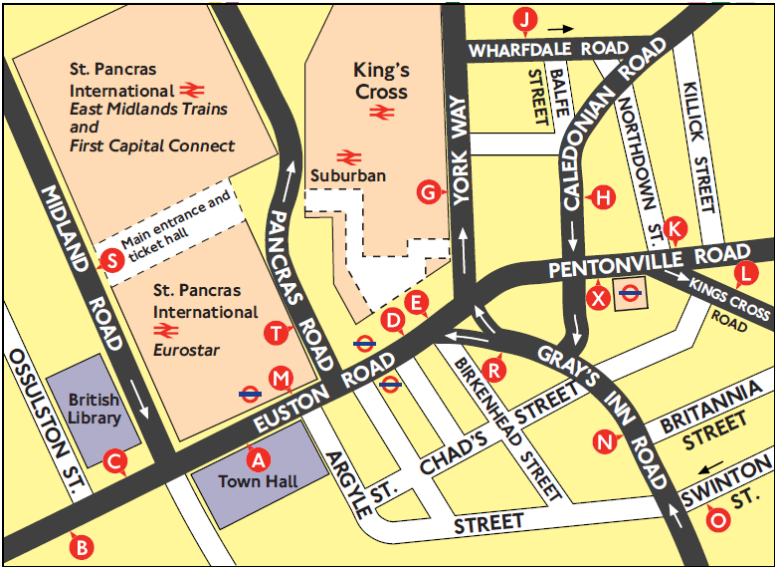 J
WHARFDALE ROAD
St. Pancras
International
East Midlands Trains
and
First Capital Connect
King's
Cross
Suburban
BALFE
STREET
CALEDONIAN ROAD
NORTHDOWN ST.
KILLICK STREET
YORK WAY
G
H
MIDLAND ROAD
Main entrance and
ticket hall
S
PANCRAS ROAD
K
PENTONVILLE ROAD
L
KINGS CROSS
ROAD
X
St. Pancras
International
Eurostar
T
E
D
R
M
EUSTON ROAD
GRAY'S INN ROAD
OSSULSTON ST.
British
Library
C
A
Town Hall
B
ARGYLE
STREET
ST. CHAD'S STREET
BIRKENHEAD STREET
N
BRITANNIA
STREET
SWINTON
ST.
O